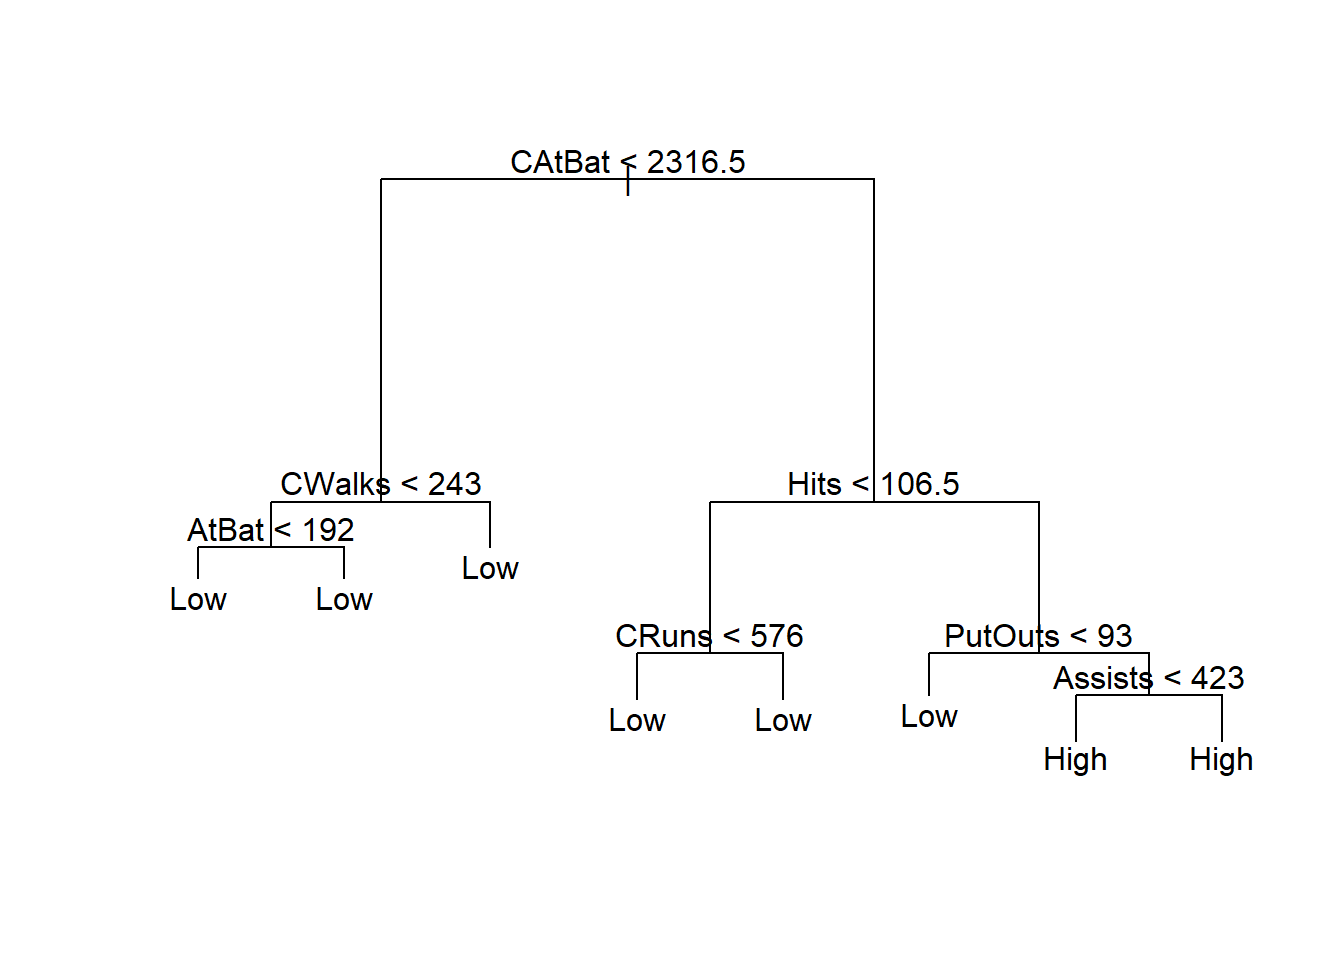 CAtBat < 2316.5
CWalks < 243
Hits < 106.5
AtBat < 192
Low
Low
Low
CRuns < 576
PutOuts < 93
Assists < 423
Low
Low
Low
High
High